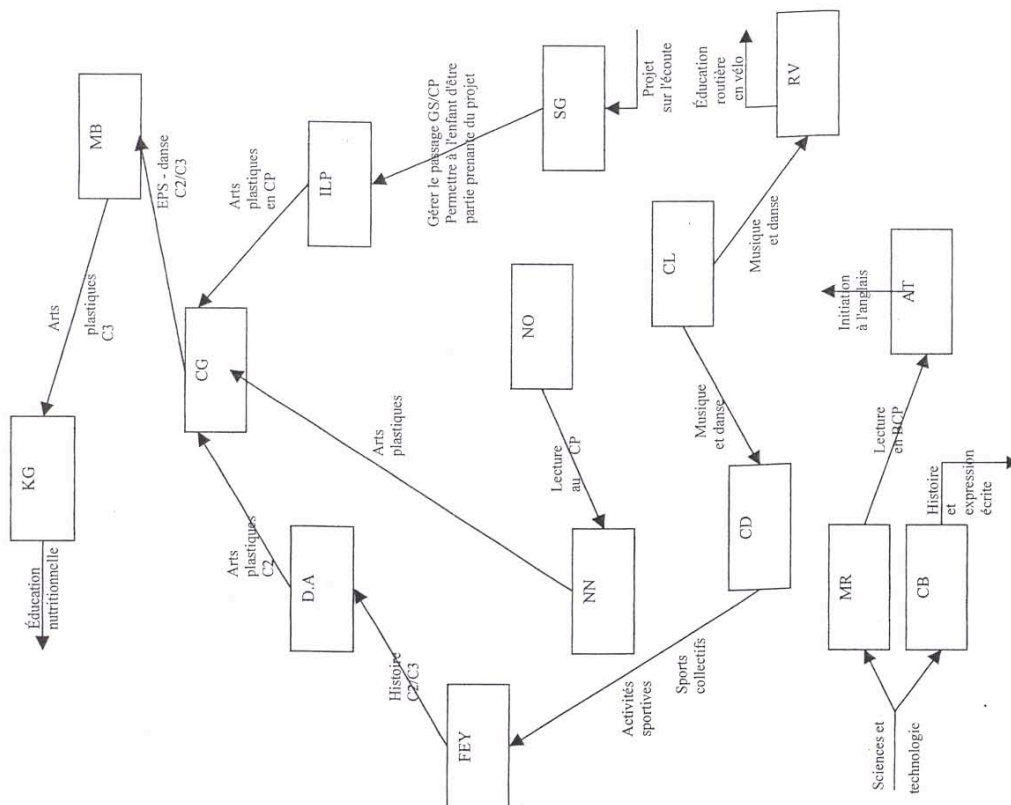 MB
EPS - danse
C2/C3
Arts
plastiques
C3
KG
Éducation
nutritionnelle
CG
Arts
plastiques
en CP
ILP
Gérer le passage GS/CP
Permettre à l'enfant d'être
partie prenante du projet
SG
Projet
sur l'écoute
Arts
plastiques
C2
D.A
Histoire
C2/C3
FEY
Arts plastiques
NN
Lecture
au CP
NO
Activités
sportives
Sports
collectifs
CD
Musique
et danse
CL
Musique
et danse
RV
Éducation
routière
en vélo
Sciences et
technologic
MR
Lecture
en BCP
AT
Initiation
à l'anglais
CB
Histoire
et
expression
écrite